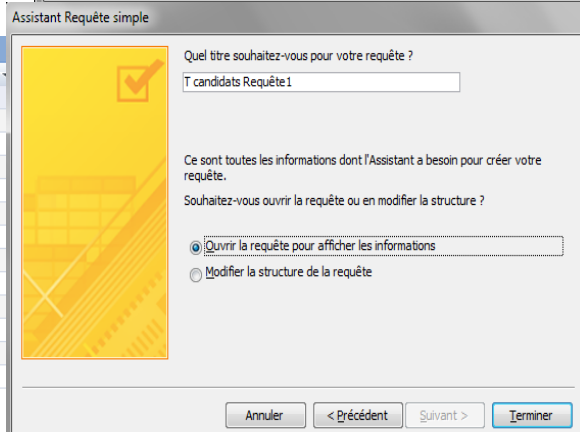 Assistant Requête simple
Quel titre souhaitez-vous pour votre requête ?
T candidats Requête1
Ce sont toutes les informations dont l'Assistant a besoin pour créer votre
requête.
Souhaitez-vous ouvrir la requête ou en modifier la structure ?
Ouvrir la requête pour afficher les informations
Modifier la structure de la requête
Annuler
< Précédent
Suivant >
Terminer